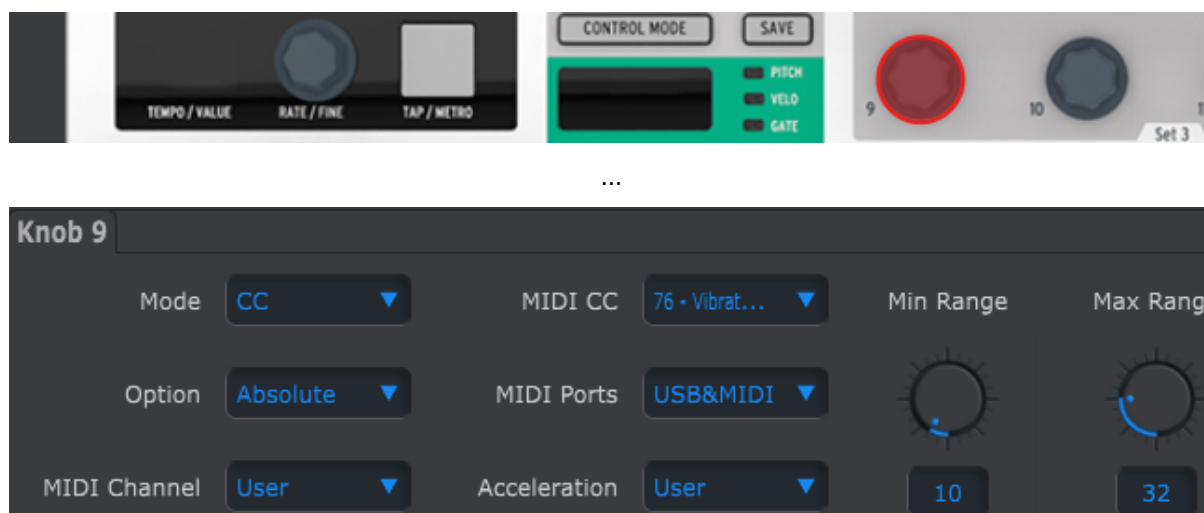 CONTROL MODE SAVE
PITCH
VELO
GATE
TEMPO / VALUE RATE / FINE TAP / METRO
9 10
Set 3
...
Knob 9
Mode CC MIDI CC 76 - Vibrat... Min Range Max Rang
Option Absolute MIDI Ports USB&MIDI
MIDI Channel User Acceleration User 10 32